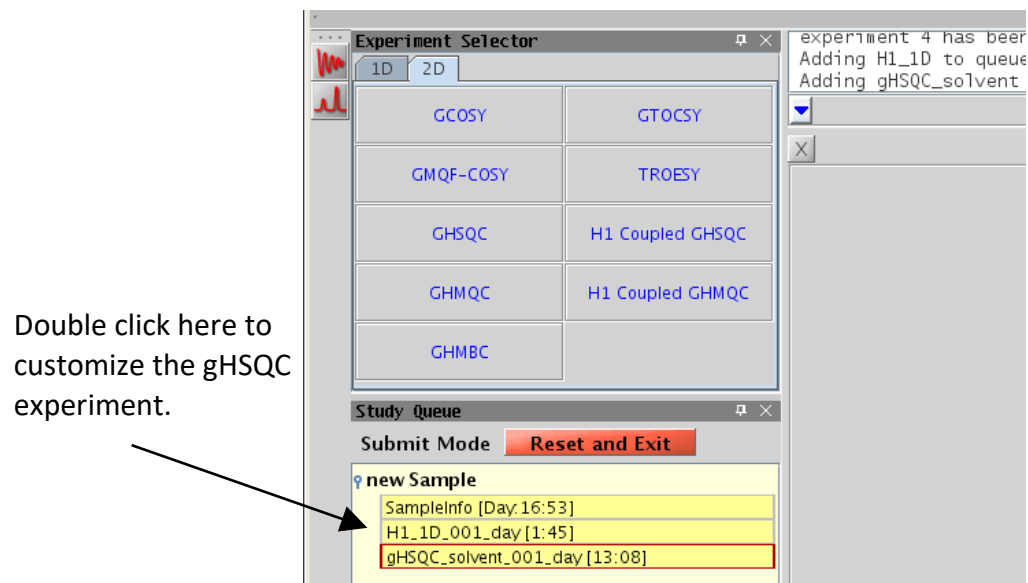 Experiment Selector
1D 2D
GCOSY GTOCSY
GMQF-COSY TROESY
GHSQC H1 Coupled GHSQC
GHMQC H1 Coupled GHMQC
GHMBC
experiment 4 has been
Adding H1_1D to queue
Adding gHSQC_solvent
X
Double click here to
customize the gHSQC
experiment.
Study Queue
Submit Mode Reset and Exit
new Sample
SampleInfo [Day:16:53]
H1_1D_001_day [1:45]
gHSQC_solvent_001_day [13:08]